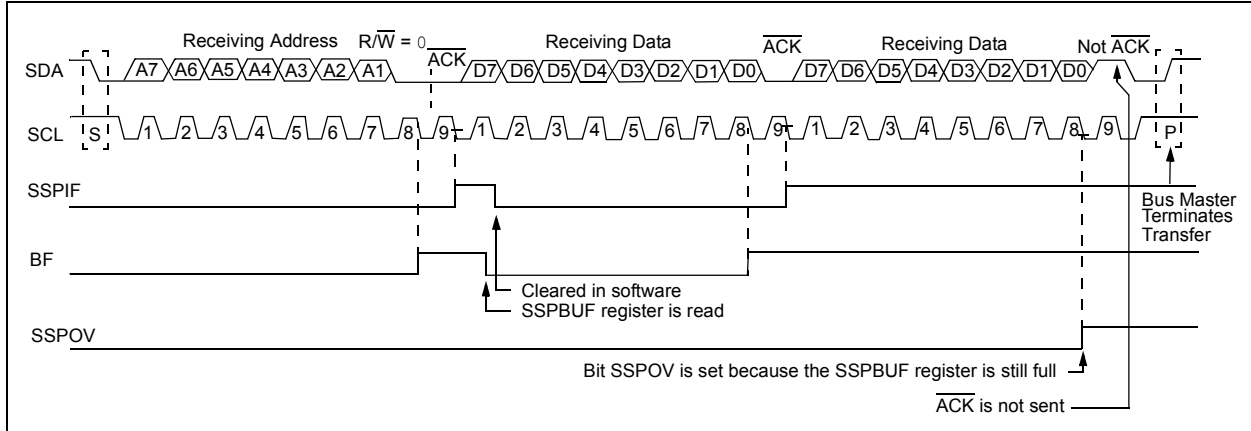 Receiving Address R/W̅ = 0 A̅C̅K̅ Receiving Data A̅C̅K̅ Receiving Data Not A̅C̅K̅
SDA A7 A6 A5 A4 A3 A2 A1 D7 D6 D5 D4 D3 D2 D1 D0 D7 D6 D5 D4 D3 D2 D1 D0
SCL S 1 2 3 4 5 6 7 8 9 1 2 3 4 5 6 7 8 9 1 2 3 4 5 6 7 8 9 P
SSPIF
Bus Master
Terminates
Transfer
BF
Cleared in software
SSPBUF register is read
SSPOV
Bit SSPOV is set because the SSPBUF register is still full
A̅C̅K̅ is not sent